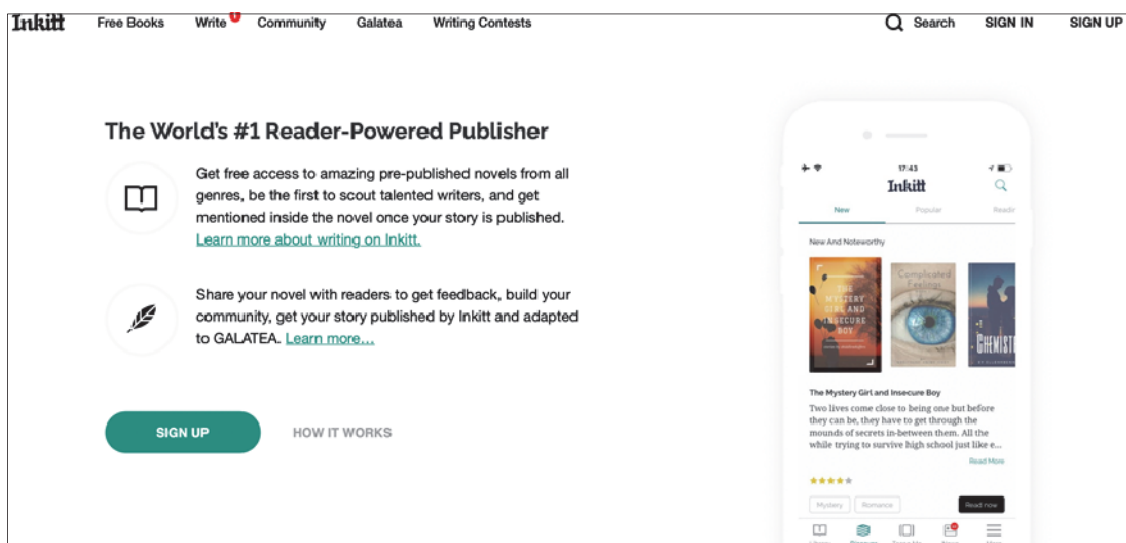 Inkitt Free Books Write 1 Community Galatea Writing Contests Search SIGN IN SIGN UP
The World's #1 Reader-Powered Publisher
Get free access to amazing pre-published novels from all
genres, be the first to scout talented writers, and get
mentioned inside the novel once your story is published.
Learn more about writing on Inkitt.
Share your novel with readers to get feedback, build your
community, get your story published by Inkitt and adapted
to GALATEA. Learn more...
SIGN UP HOW IT WORKS
17:43
Inkitt
New Popular Readin
New And Noteworthy
THE
MYSTERY
GIRL AND
INSECURE
BOY
Complicated
Feelings
CHEMIST
The Mystery Girl and Insecure Boy
Two lives come close to being one but before
they can be, they have to get through the
mounds of secrets in-between them. All the
while trying to survive high school just like e...
Read More
Mystery Romance Read now